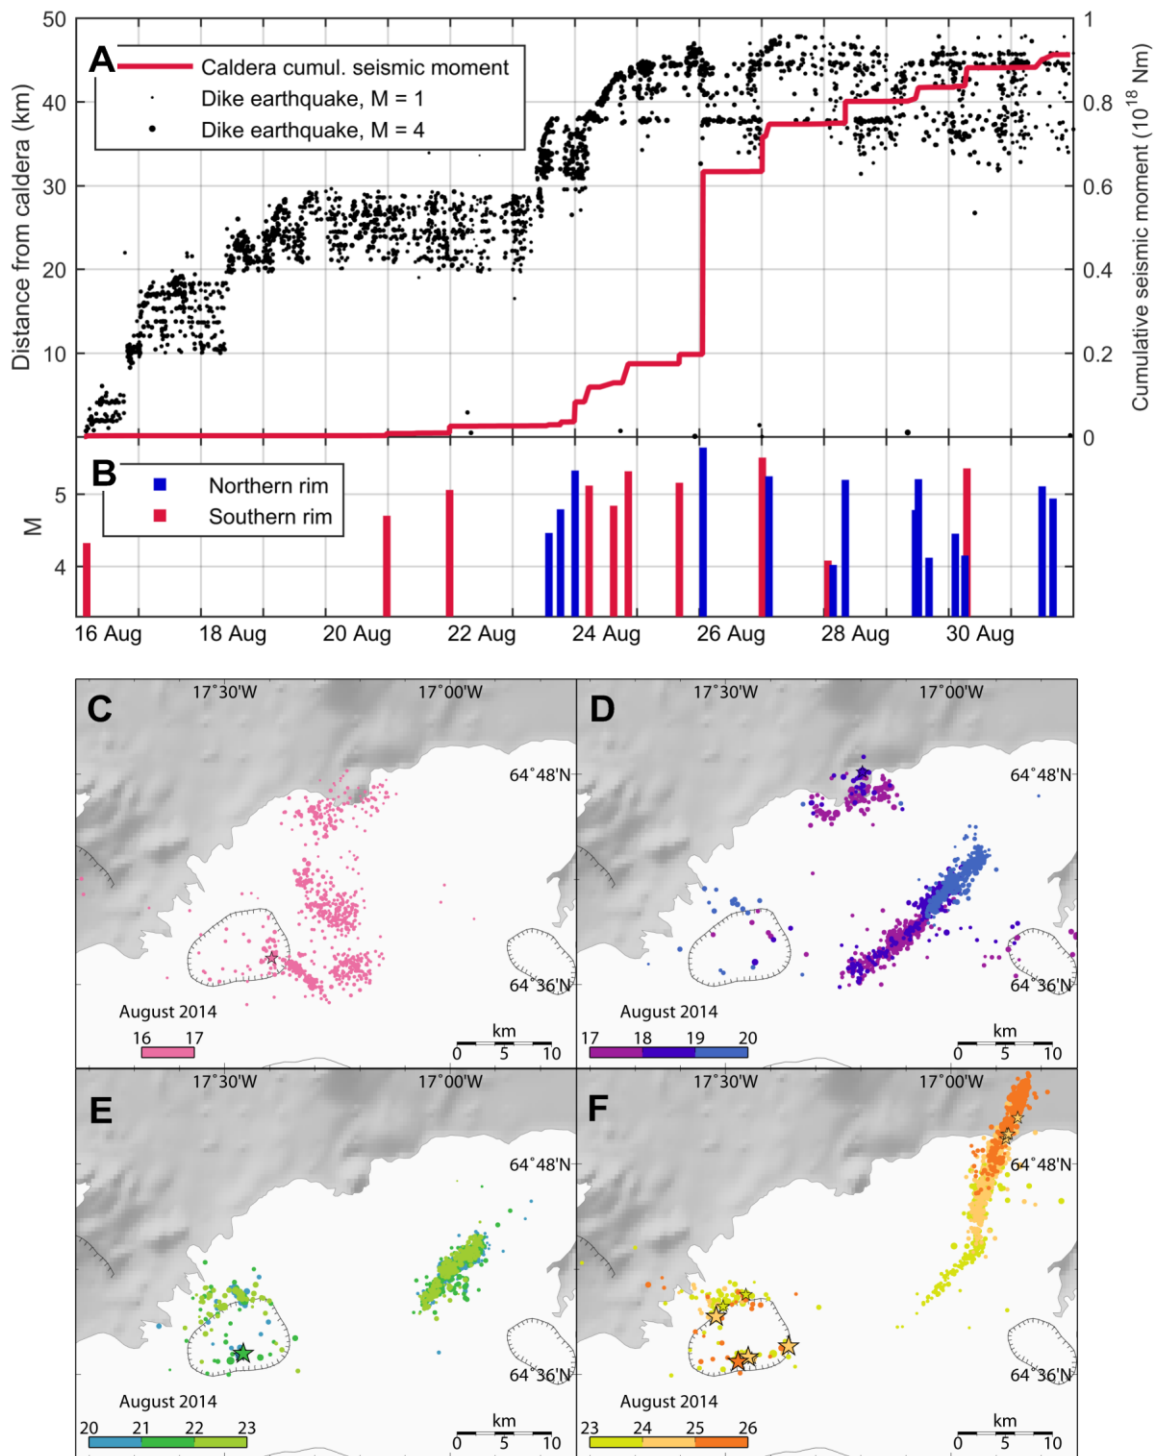 A
Caldera cumul. seismic moment
Dike earthquake, M = 1
Dike earthquake, M = 4
Distance from caldera (km)
50
40
30
20
10
Cumulative seismic moment (10^18 Nm)
1
0.8
0.6
0.4
0.2
0
B
Northern rim
Southern rim
M
5
4
16 Aug 18 Aug 20 Aug 22 Aug 24 Aug 26 Aug 28 Aug 30 Aug
C
17˚30'W 17˚00'W
64˚48'N
64˚36'N
August 2014
16 17
km
0 5 10
D
17˚30'W 17˚00'W
64˚48'N
64˚36'N
August 2014
17 18 19 20
km
0 5 10
E
17˚30'W 17˚00'W
64˚48'N
64˚36'N
August 2014
20 21 22 23
km
0 5 10
F
17˚30'W 17˚00'W
64˚48'N
64˚36'N
August 2014
23 24 25 26
km
0 5 10